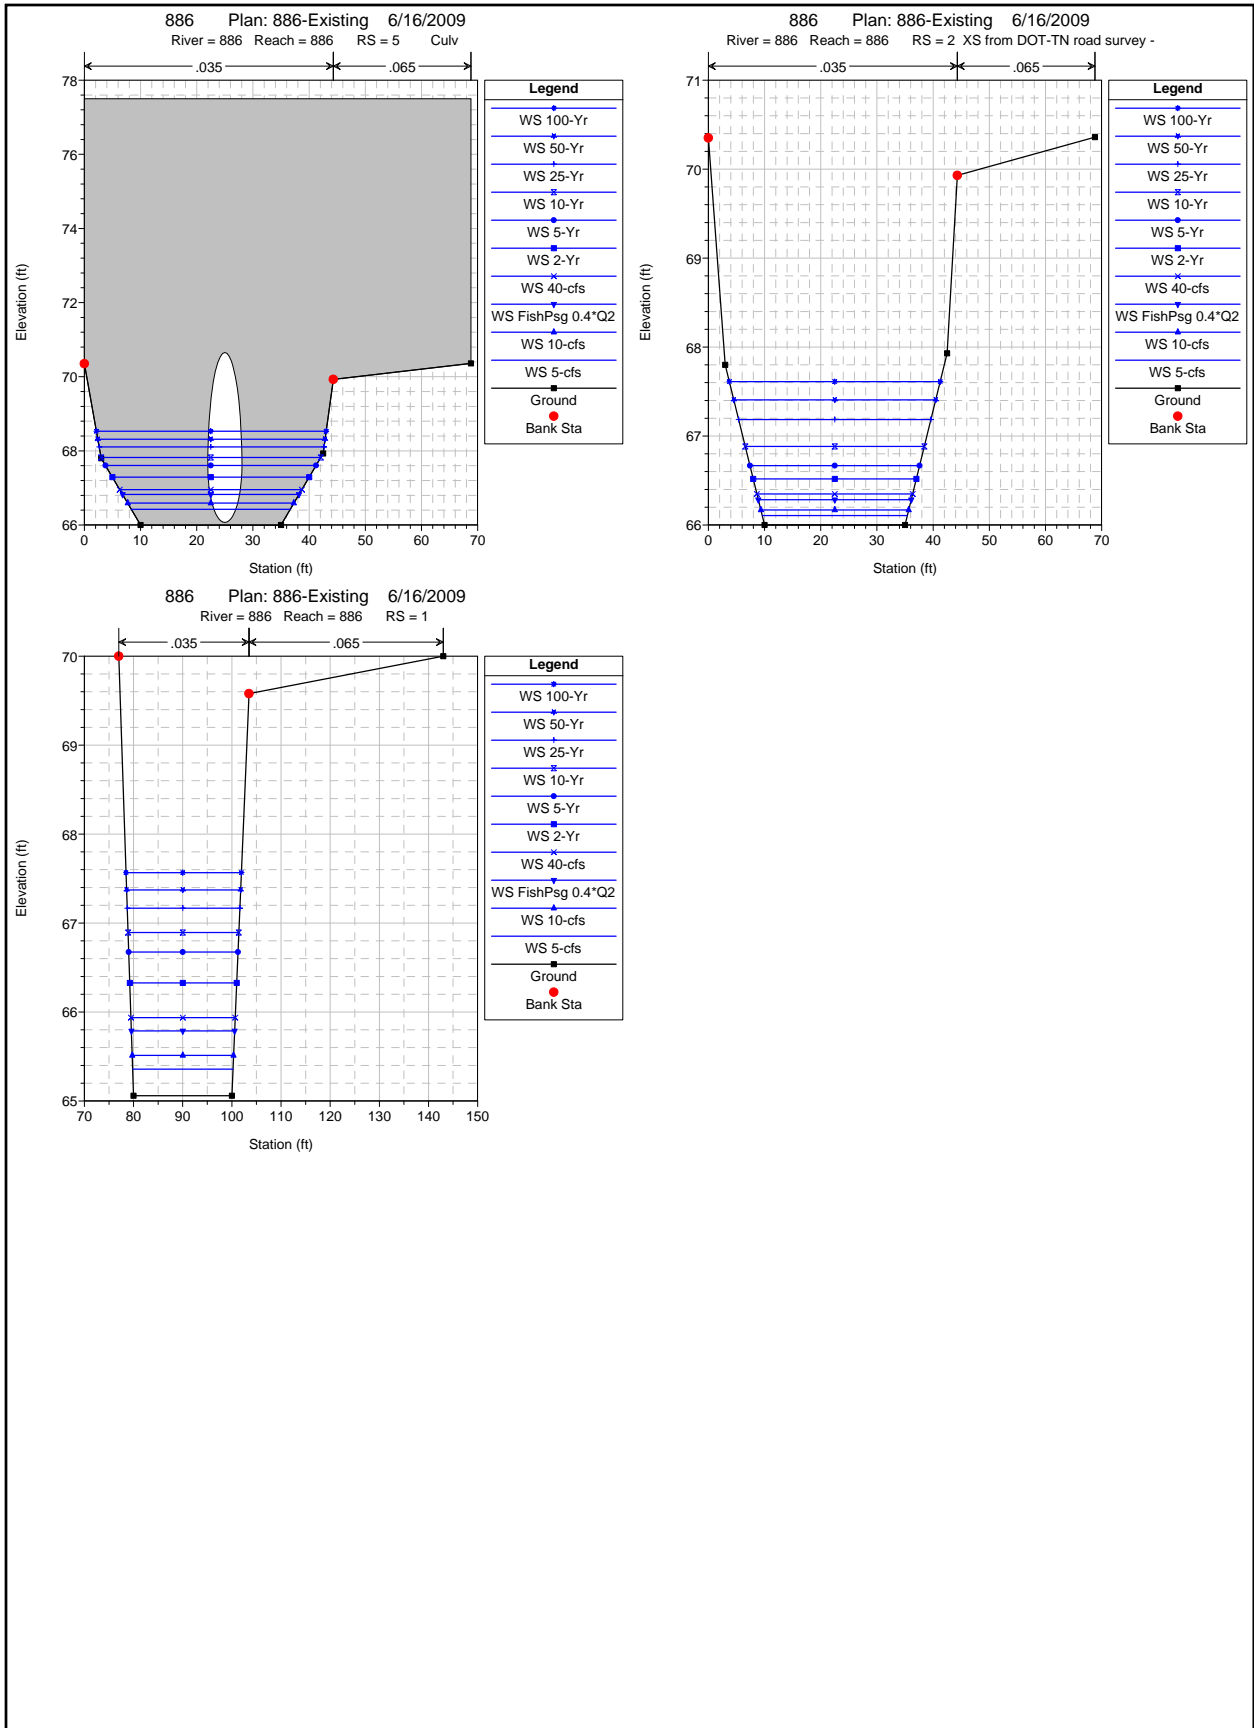 886 Plan: 886-Existing 6/16/2009
River = 886 Reach = 886 RS = 5 Culv
.035 .065
78
76
74
72
70
68
66
Elevation (ft)
0 10 20 30 40 50 60 70
Station (ft)
Legend
WS 100-Yr
WS 50-Yr
WS 25-Yr
WS 10-Yr
WS 5-Yr
WS 2-Yr
WS 40-cfs
WS FishPsg 0.4*Q2
WS 10-cfs
WS 5-cfs
Ground
Bank Sta
886 Plan: 886-Existing 6/16/2009
River = 886 Reach = 886 RS = 2 XS from DOT-TN road survey -
.035 .065
71
70
69
68
67
66
Elevation (ft)
0 10 20 30 40 50 60 70
Station (ft)
Legend
WS 100-Yr
WS 50-Yr
WS 25-Yr
WS 10-Yr
WS 5-Yr
WS 2-Yr
WS 40-cfs
WS FishPsg 0.4*Q2
WS 10-cfs
WS 5-cfs
Ground
Bank Sta
886 Plan: 886-Existing 6/16/2009
River = 886 Reach = 886 RS = 1
.035 .065
70
69
68
67
66
65
Elevation (ft)
70 80 90 100 110 120 130 140 150
Station (ft)
Legend
WS 100-Yr
WS 50-Yr
WS 25-Yr
WS 10-Yr
WS 5-Yr
WS 2-Yr
WS 40-cfs
WS FishPsg 0.4*Q2
WS 10-cfs
WS 5-cfs
Ground
Bank Sta